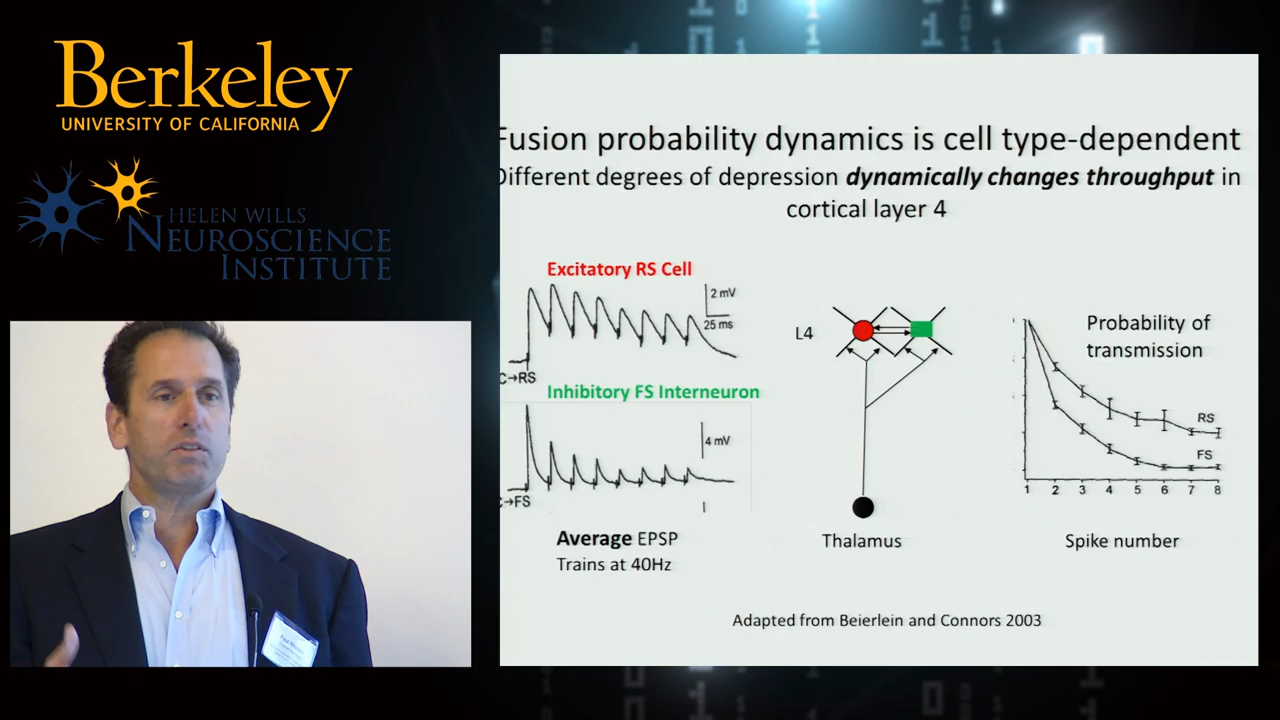 Berkeley
UNIVERSITY OF CALIFORNIA
HELEN WILLS
NEUROSCIENCE
INSTITUTE
Fusion probability dynamics is cell type-dependent
Different degrees of depression dynamically changes throughput in
cortical layer 4
Excitatory RS Cell
2 mV
25 ms
C→RS
Inhibitory FS Interneuron
4 mV
C→FS
Average EPSP
Trains at 40Hz
L4
Thalamus
Probability of
transmission
RS
FS
1 2 3 4 5 6 7 8
Spike number
Adapted from Beierlein and Connors 2003
Paul